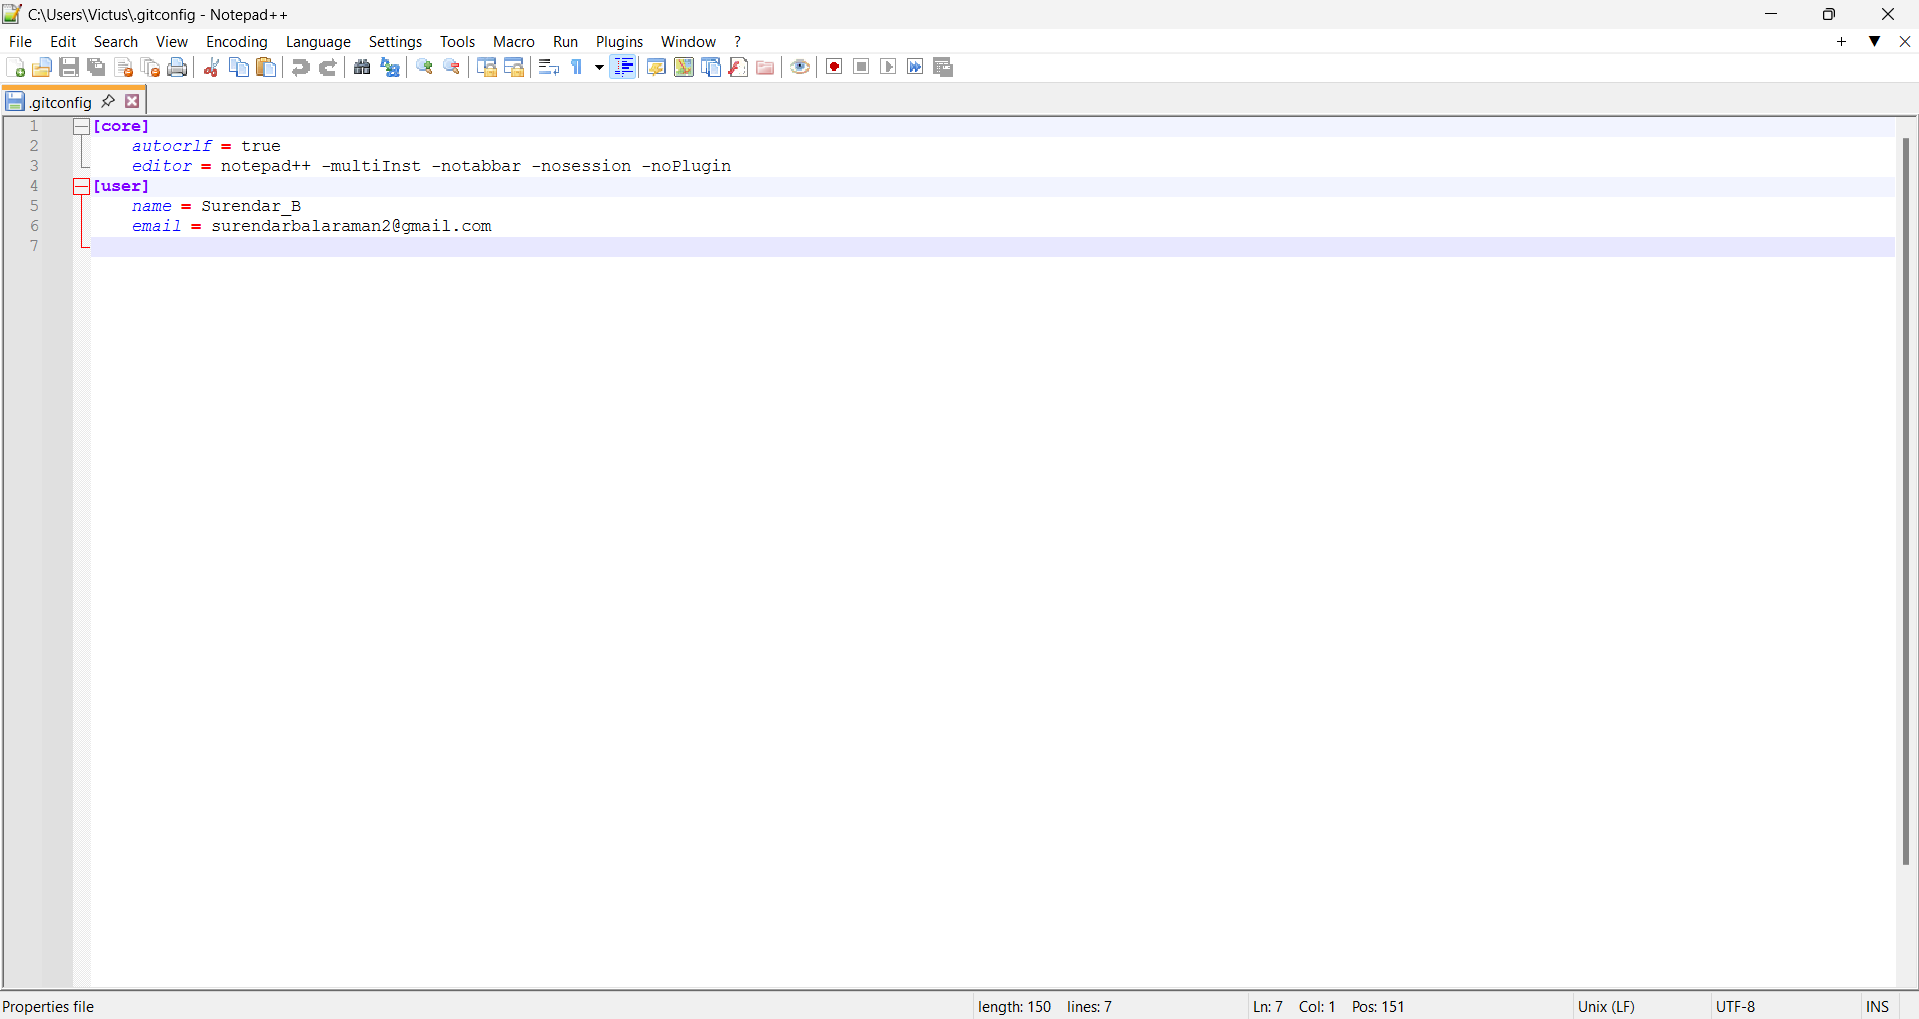 C:\Users\Victus\.gitconfig - Notepad++
File Edit Search View Encoding Language Settings Tools Macro Run Plugins Window ?
.gitconfig
1 [core]
2 autocrlf = true
3 editor = notepad++ -multiInst -notabbar -nosession -noPlugin
4 [user]
5 name = Surendar_B
6 email = surendarbalaraman2@gmail.com
7
Properties file length: 150 lines: 7 Ln: 7 Col: 1 Pos: 151 Unix (LF) UTF-8 INS